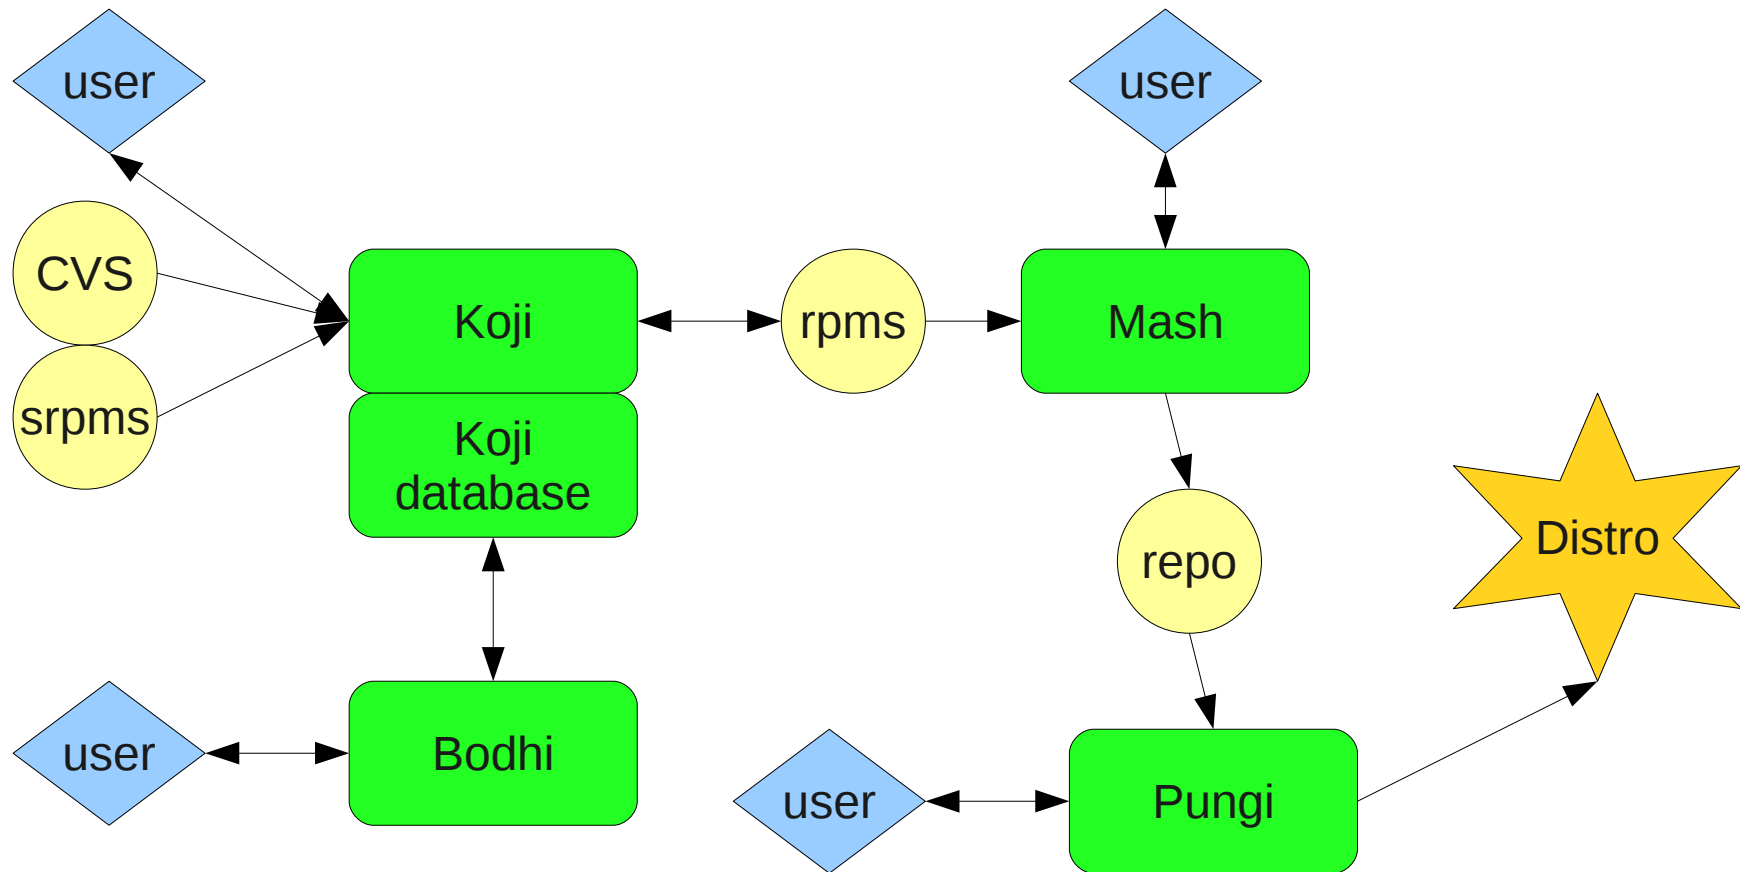 user
user
CVS
Koji
rpms
Mash
srpms
Koji
database
Distro
repo
user
Bodhi
user
Pungi